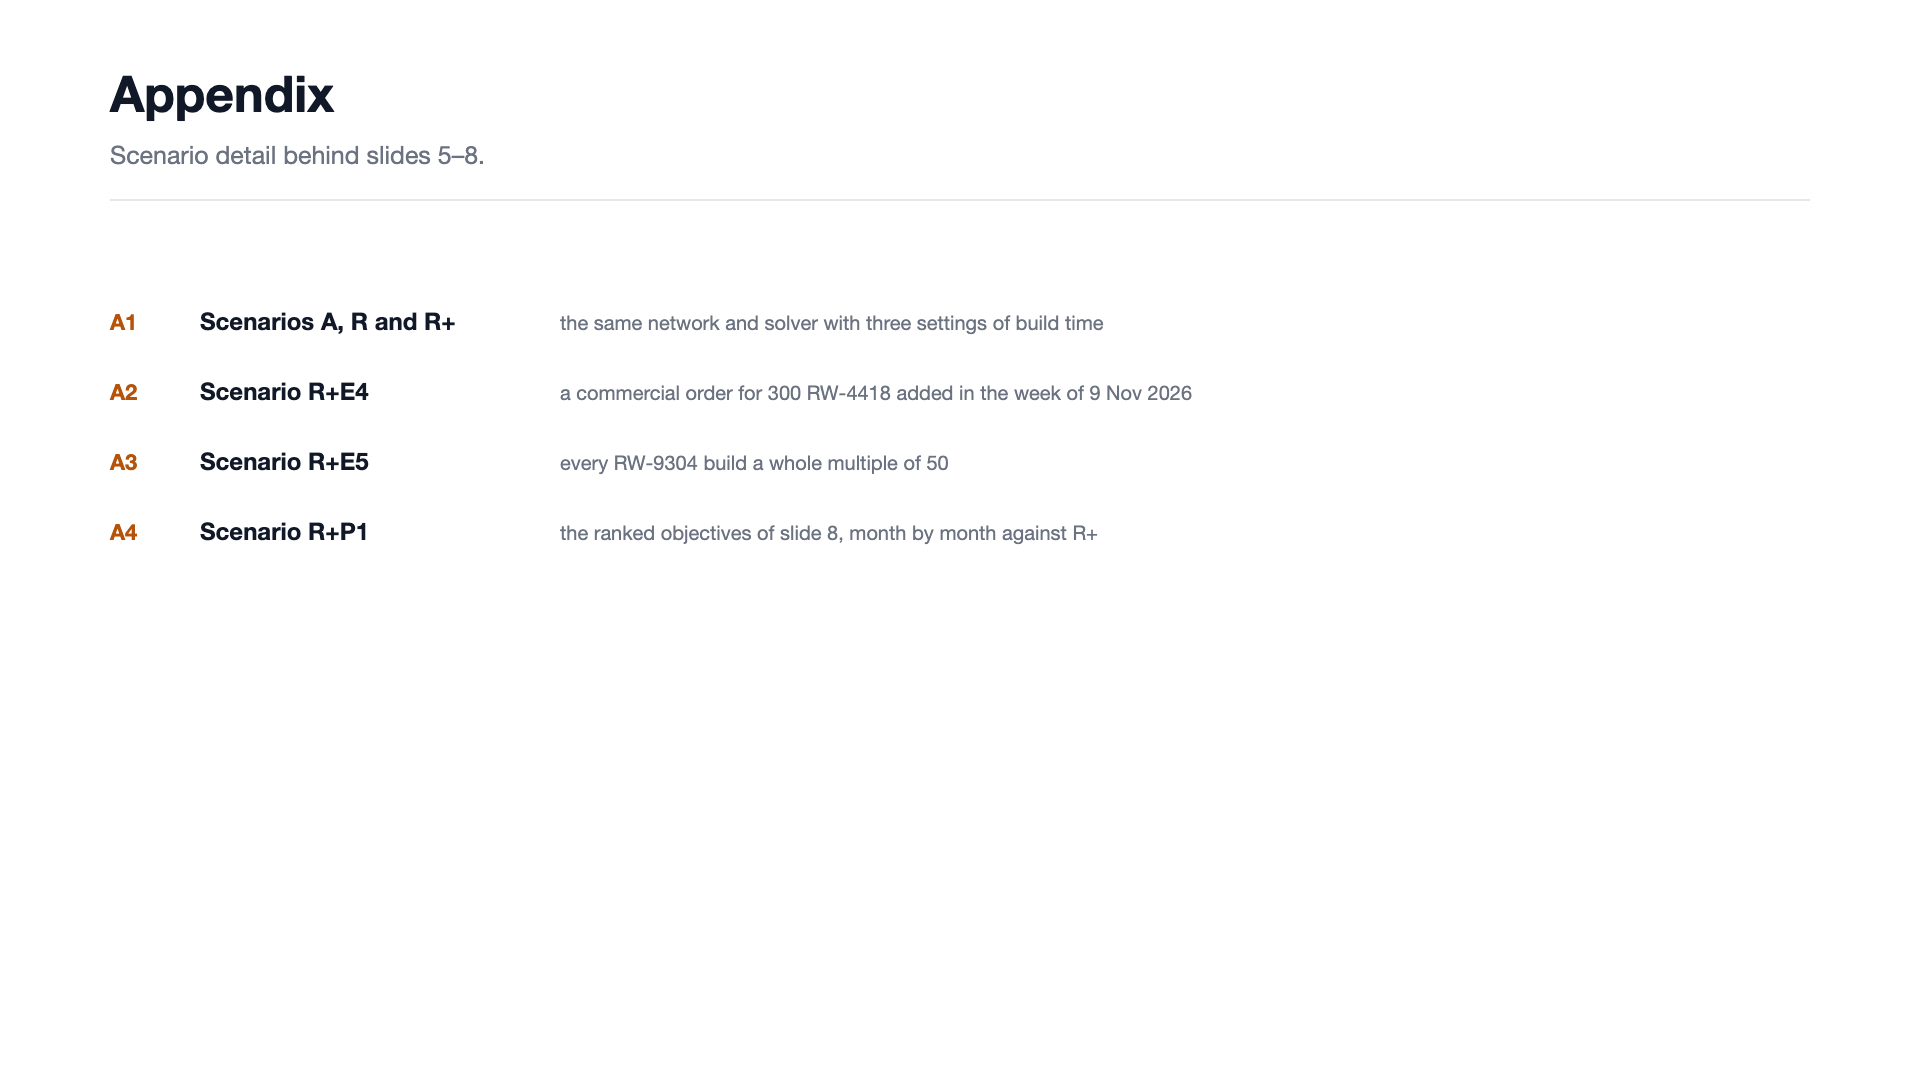 Appendix
Scenario detail behind slides 5–8.
A1 Scenarios A, R and R+ the same network and solver with three settings of build time
A2 Scenario R+E4 a commercial order for 300 RW-4418 added in the week of 9 Nov 2026
A3 Scenario R+E5 every RW-9304 build a whole multiple of 50
A4 Scenario R+P1 the ranked objectives of slide 8, month by month against R+